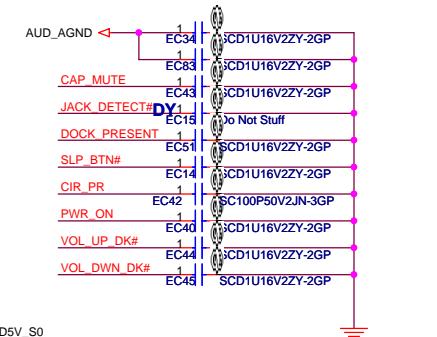 AUD_AGND
1
EC34 SCD1U16V2ZY-2GP
EC83 SCD1U16V2ZY-2GP
CAP_MUTE 1
EC43 SCD1U16V2ZY-2GP
JACK_DETECT# DY 1
EC15 Do Not Stuff
DOCK_PRESENT 1
EC51 SCD1U16V2ZY-2GP
SLP_BTN# 1
EC14 SCD1U16V2ZY-2GP
CIR_PR 1
EC42 SC100P50V2JN-3GP
PWR_ON 1
EC40 SCD1U16V2ZY-2GP
VOL_UP_DK# 1
EC44 SCD1U16V2ZY-2GP
VOL_DWN_DK# 1
EC45 SCD1U16V2ZY-2GP
D5V_S0